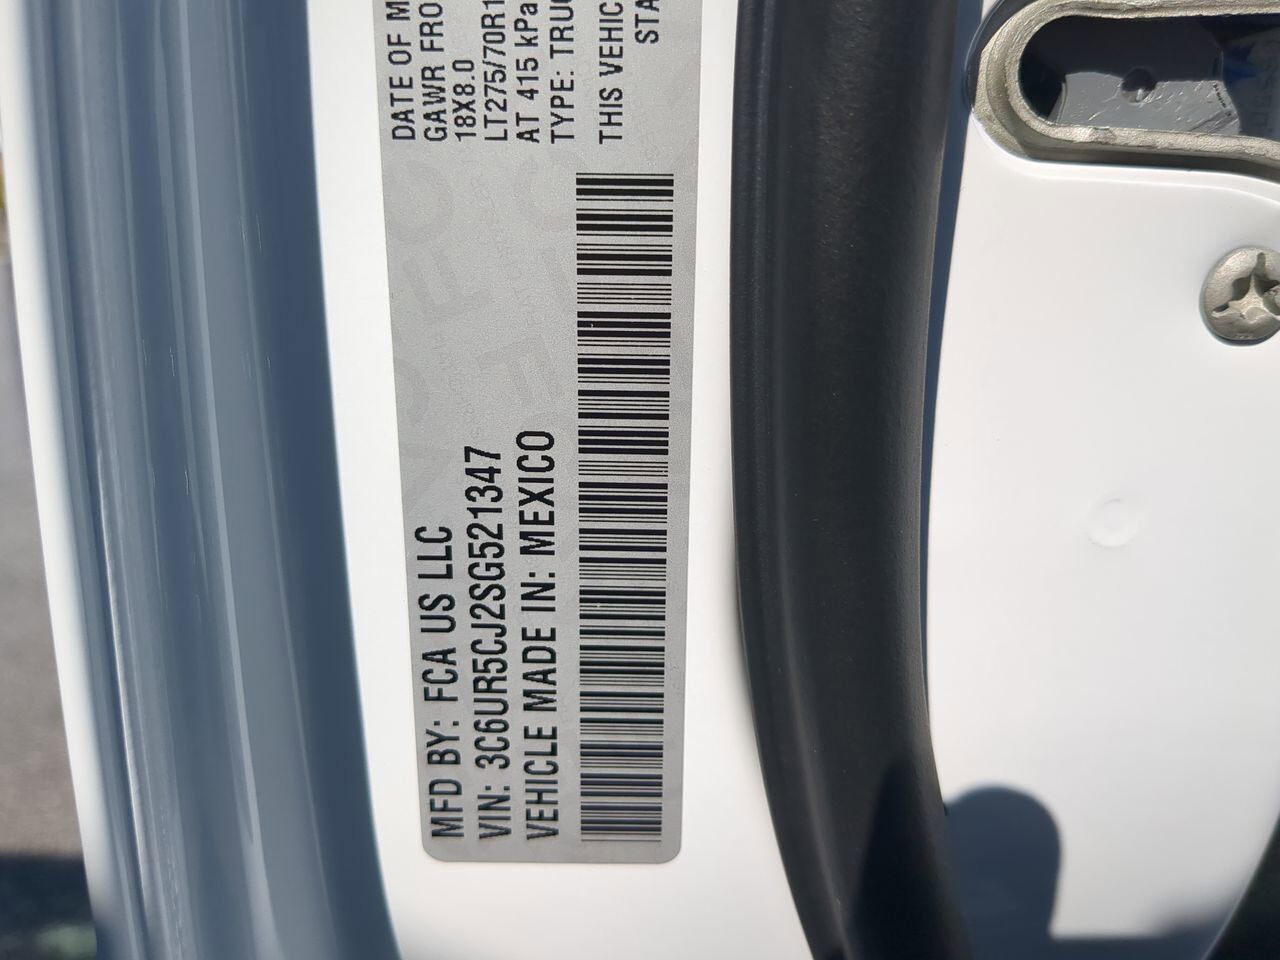 MFD BY: FCA US LLC
VIN: 3C6UR5CJ2SG521347
VEHICLE MADE IN: MEXICO
DATE OF M
GAWR FRO
18X8.0
LT275/70R1
AT 415 kPa
TYPE: TRUC
THIS VEHIC
STA